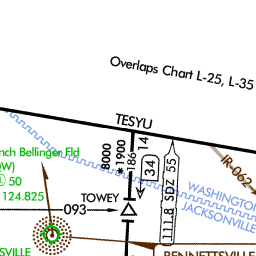 Overlaps Chart L-25, L-35
TESYU
nch Bellinger Fld
OW)
50
124.825
8000
*1900
186
14
34
111.8 SDZ 55
IR-062
WASHINGTON
JACKSONVILLE
TOWEY
093
SVILLE
BENNETTSVILLE